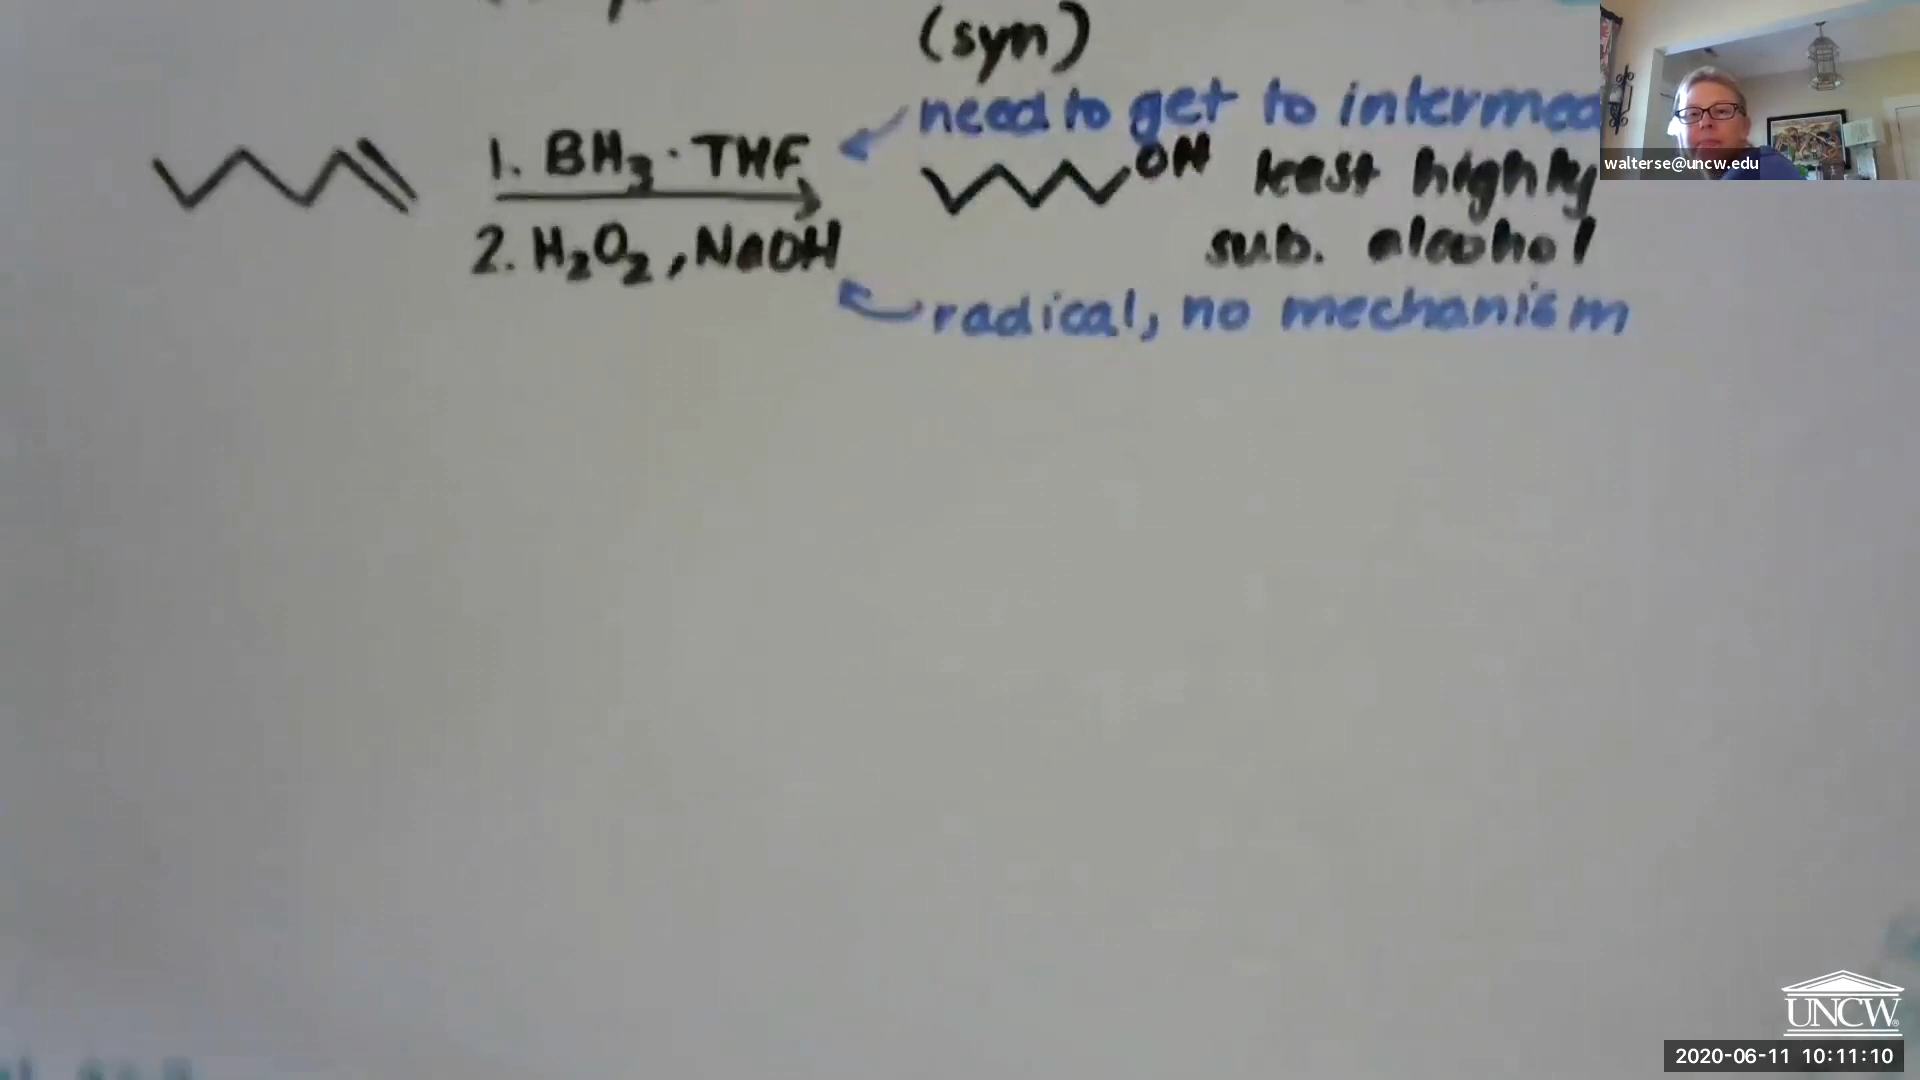 (syn)
need to get to intermed
1. BH₃ · THF
OH least highly
2. H₂O₂, NaOH
sub. alcohol
radical, no mechanism
walterse@uncw.edu
UNCW
2020-06-11 10:11:10